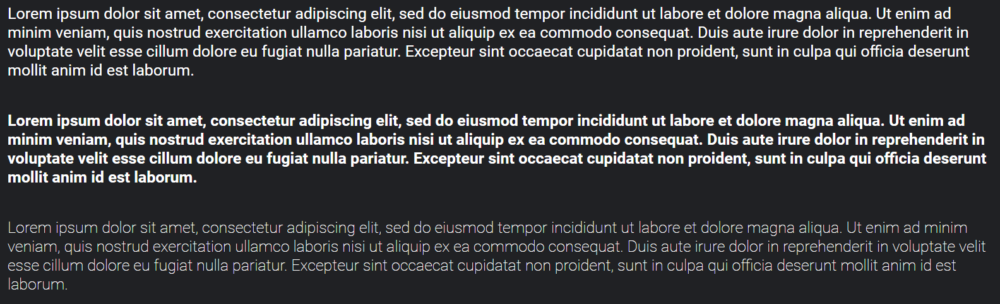 Lorem ipsum dolor sit amet, consectetur adipiscing elit, sed do eiusmod tempor incididunt ut labore et dolore magna aliqua. Ut enim ad
minim veniam, quis nostrud exercitation ullamco laboris nisi ut aliquip ex ea commodo consequat. Duis aute irure dolor in reprehenderit in
voluptate velit esse cillum dolore eu fugiat nulla pariatur. Excepteur sint occaecat cupidatat non proident, sunt in culpa qui officia deserunt
mollit anim id est laborum.
Lorem ipsum dolor sit amet, consectetur adipiscing elit, sed do eiusmod tempor incididunt ut labore et dolore magna aliqua. Ut enim ad
minim veniam, quis nostrud exercitation ullamco laboris nisi ut aliquip ex ea commodo consequat. Duis aute irure dolor in reprehenderit in
voluptate velit esse cillum dolore eu fugiat nulla pariatur. Excepteur sint occaecat cupidatat non proident, sunt in culpa qui officia deserunt
mollit anim id est laborum.
Lorem ipsum dolor sit amet, consectetur adipiscing elit, sed do eiusmod tempor incididunt ut labore et dolore magna aliqua. Ut enim ad minim
veniam, quis nostrud exercitation ullamco laboris nisi ut aliquip ex ea commodo consequat. Duis aute irure dolor in reprehenderit in voluptate velit
esse cillum dolore eu fugiat nulla pariatur. Excepteur sint occaecat cupidatat non proident, sunt in culpa qui officia deserunt mollit anim id est
laborum.